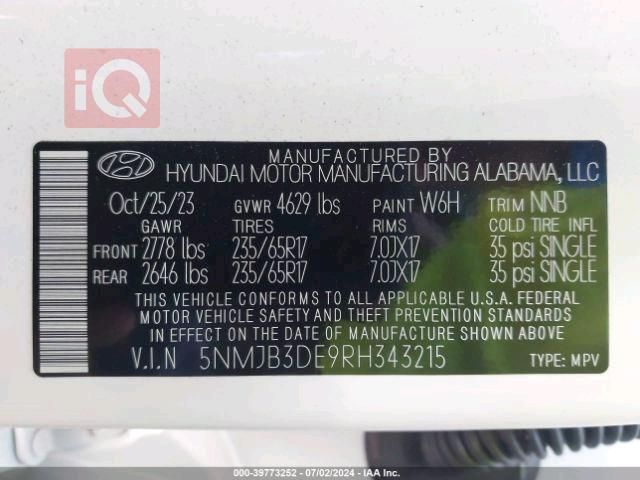 iQ
MANUFACTURED BY
HYUNDAI MOTOR MANUFACTURING ALABAMA, LLC
Oct/25/23 GVWR 4629 lbs PAINT W6H TRIM NNB
GAWR TIRES RIMS COLD TIRE INFL
FRONT 2778 lbs 235/65R17 7.0JX17 35 psi SINGLE
REAR 2646 lbs 235/65R17 7.0JX17 35 psi SINGLE
THIS VEHICLE CONFORMS TO ALL APPLICABLE U.S.A. FEDERAL
MOTOR VEHICLE SAFETY AND THEFT PREVENTION STANDARDS
IN EFFECT ON THE DATE OF MANUFACTURE SHOWN ABOVE
V.I.N 5NMJB3DE9RH343215 TYPE: MPV
000-39773252 - 07/02/2024 - IAA Inc.